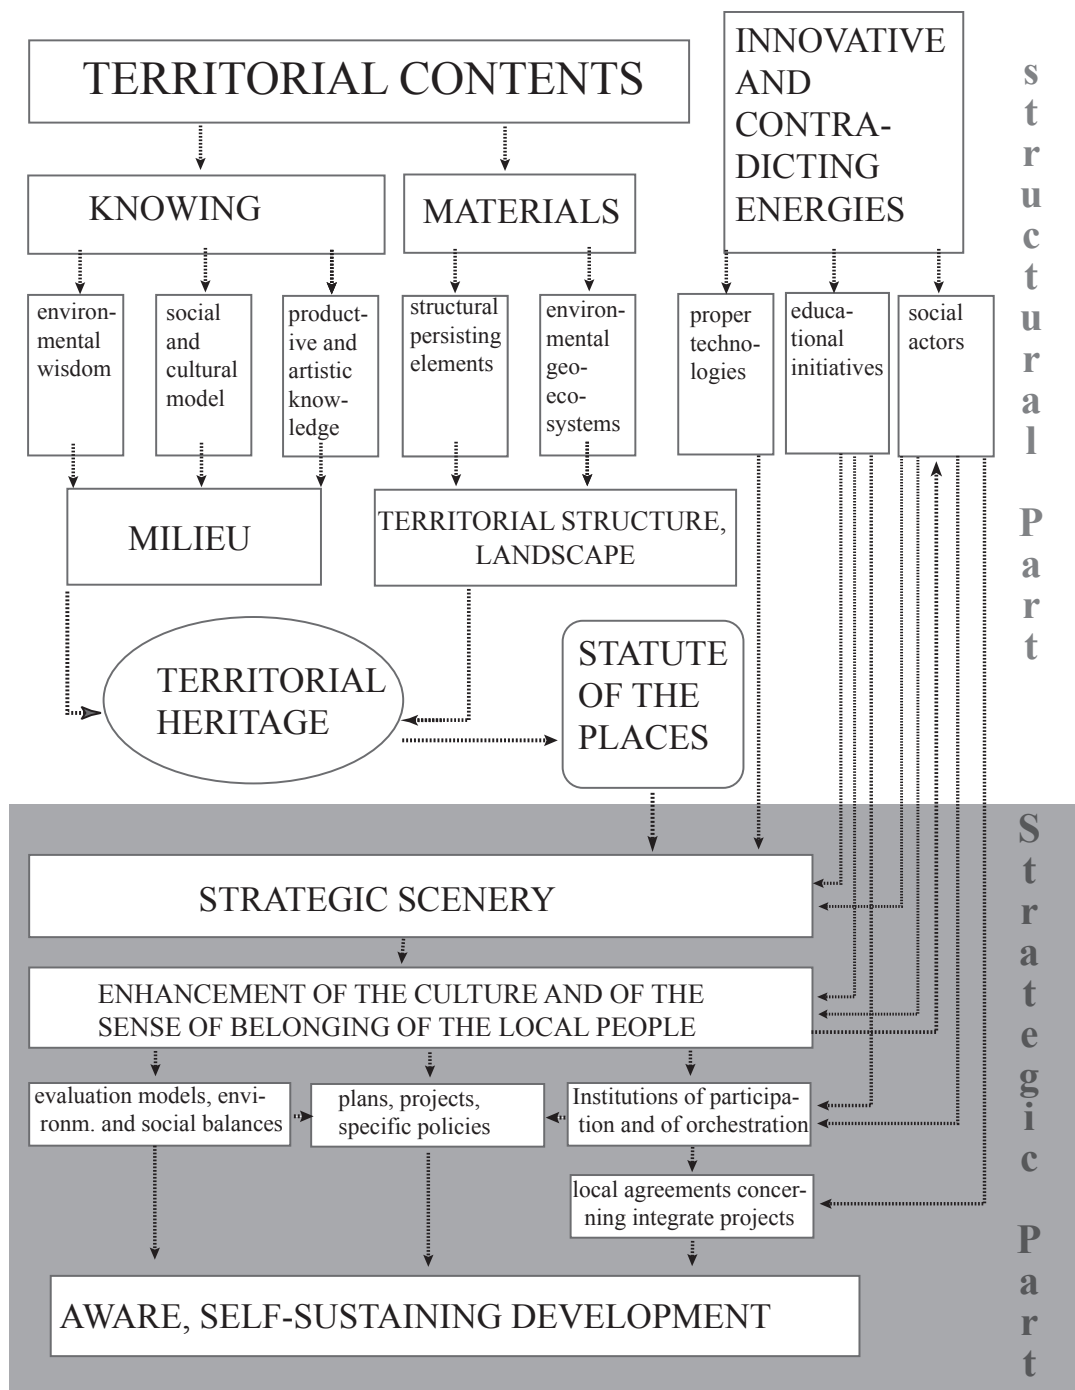 TERRITORIAL CONTENTS
INNOVATIVE
AND
CONTRA-
DICTING
ENERGIES
KNOWING
MATERIALS
environ-
mental
wisdom
social
and
cultural
model
product-
ive and
artistic
know-
ledge
structural
persisting
elements
environ-
mental
geo-
eco-
systems
proper
techno-
logies
educa-
tional
initiatives
social
actors
structural Part
MILIEU
TERRITORIAL STRUCTURE,
LANDSCAPE
TERRITORIAL
HERITAGE
STATUTE
OF THE
PLACES
STRATEGIC SCENERY
ENHANCEMENT OF THE CULTURE AND OF THE
SENSE OF BELONGING OF THE LOCAL PEOPLE
evaluation models, envi-
ronm. and social balances
plans, projects,
specific policies
Institutions of participa-
tion and of orchestration
local agreements concer-
ning integrate projects
AWARE, SELF-SUSTAINING DEVELOPMENT
Strategic Part